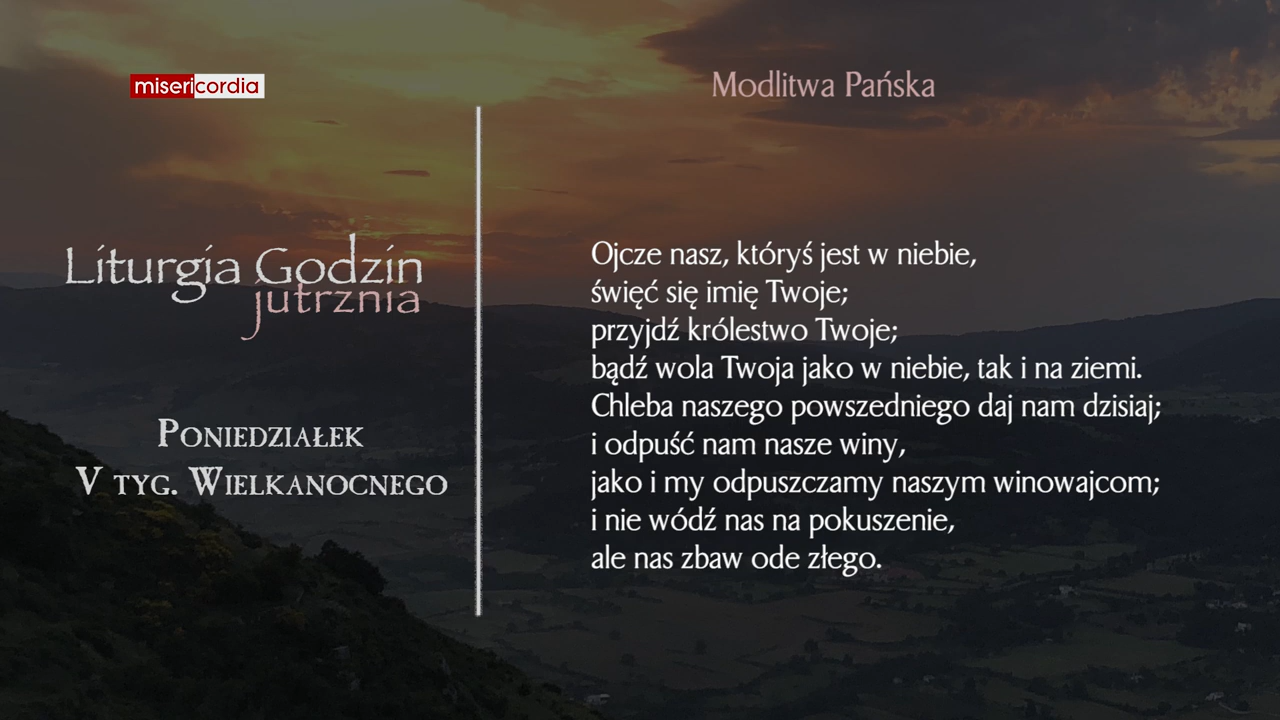 misericordia
Liturgia Godzin
jutrznia
Poniedziałek
V tyg. Wielkanocnego
Modlitwa Pańska
Ojcze nasz, któryś jest w niebie,
święć się imię Twoje;
przyjdź królestwo Twoje;
bądź wola Twoja jako w niebie, tak i na ziemi.
Chleba naszego powszedniego daj nam dzisiaj;
i odpuść nam nasze winy,
jako i my odpuszczamy naszym winowajcom;
i nie wódź nas na pokuszenie,
ale nas zbaw ode złego.